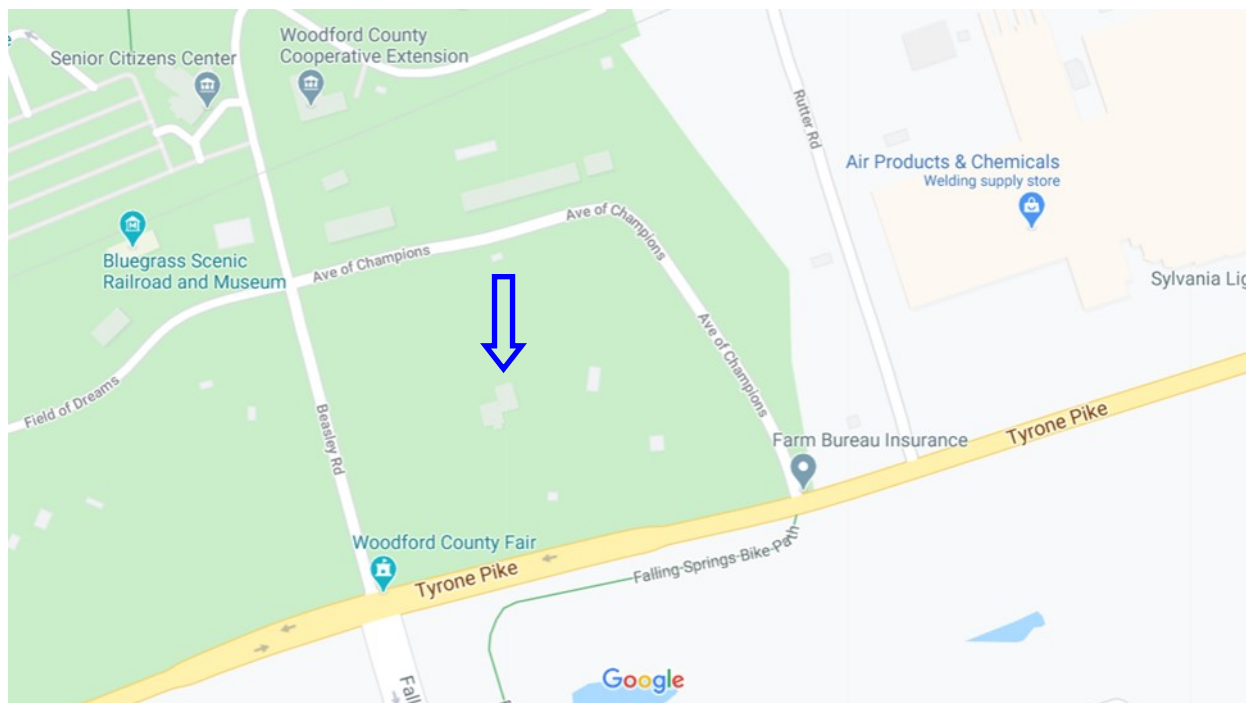 Woodford County
Cooperative Extension
Senior Citizens Center
Rutter Rd
Air Products & Chemicals
Welding supply store
Ave of Champions
Ave of Champions
Bluegrass Scenic
Railroad and Museum
Sylvania Lig
Ave of Champions
Field of Dreams
Beasley Rd
Tyrone Pike
Farm Bureau Insurance
Woodford County Fair
Tyrone Pike
Falling Springs Bike Path
Fall
Google